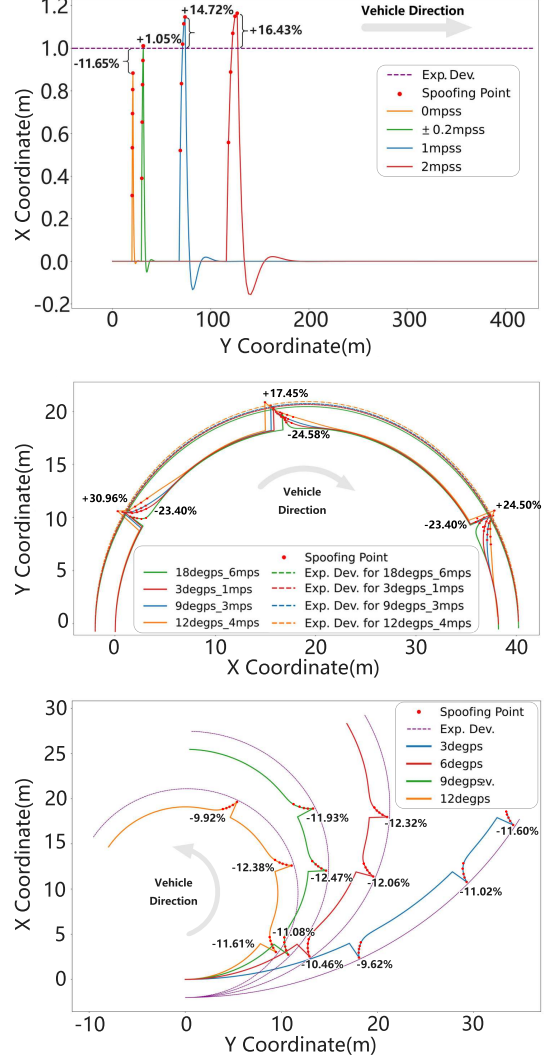 1.2
1.0
0.8
0.6
0.4
0.2
0.0
-0.2
X Coordinate(m)
+14.72%
+1.05%
-11.65%
+16.43%
Vehicle Direction
Exp. Dev.
Spoofing Point
0mpss
±0.2mpss
1mpss
2mpss
0
100
200
300
400
Y Coordinate(m)
20
15
10
5
0
Y Coordinate(m)
+17.45%
-24.58%
+30.96%
-23.40%
Vehicle
Direction
+24.50%
-23.40%
Spoofing Point
18degps_6mps
Exp. Dev. for 18degps_6mps
3degps_1mps
Exp. Dev. for 3degps_1mps
9degps_3mps
Exp. Dev. for 9degps_3mps
12degps_4mps
Exp. Dev. for 12degps_4mps
0
10
20
30
40
X Coordinate(m)
30
25
20
15
10
5
0
X Coordinate(m)
Spoofing Point
Exp. Dev.
3degps
6degps
9degpsev.
12degps
-9.92%
-11.93%
-12.32%
-11.60%
-12.38%
-12.47%
-12.06%
-11.02%
Vehicle
Direction
-11.61%
-11.08%
-10.46%
-9.62%
-10
0
10
20
30
Y Coordinate(m)